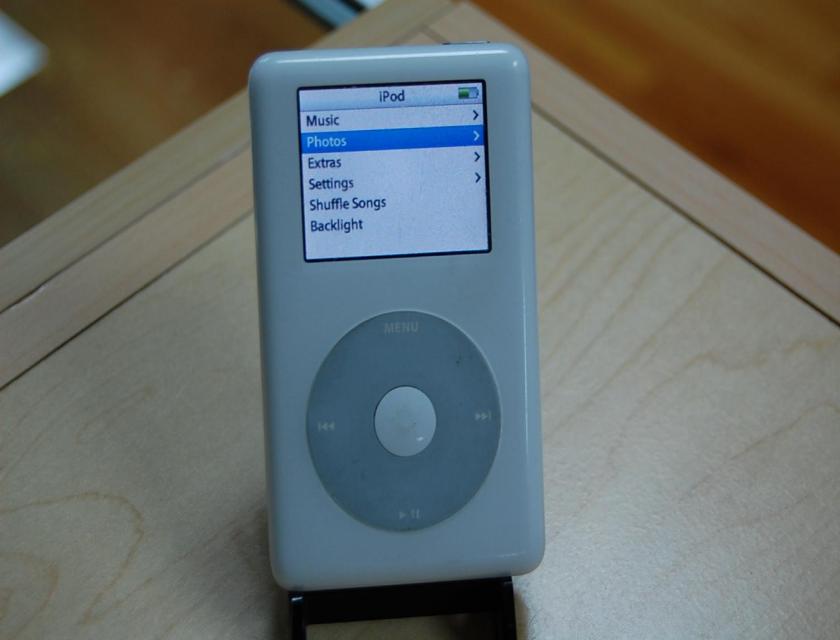 iPod
Music
Photos
Extras
Settings
Shuffle Songs
Backlight
MENU